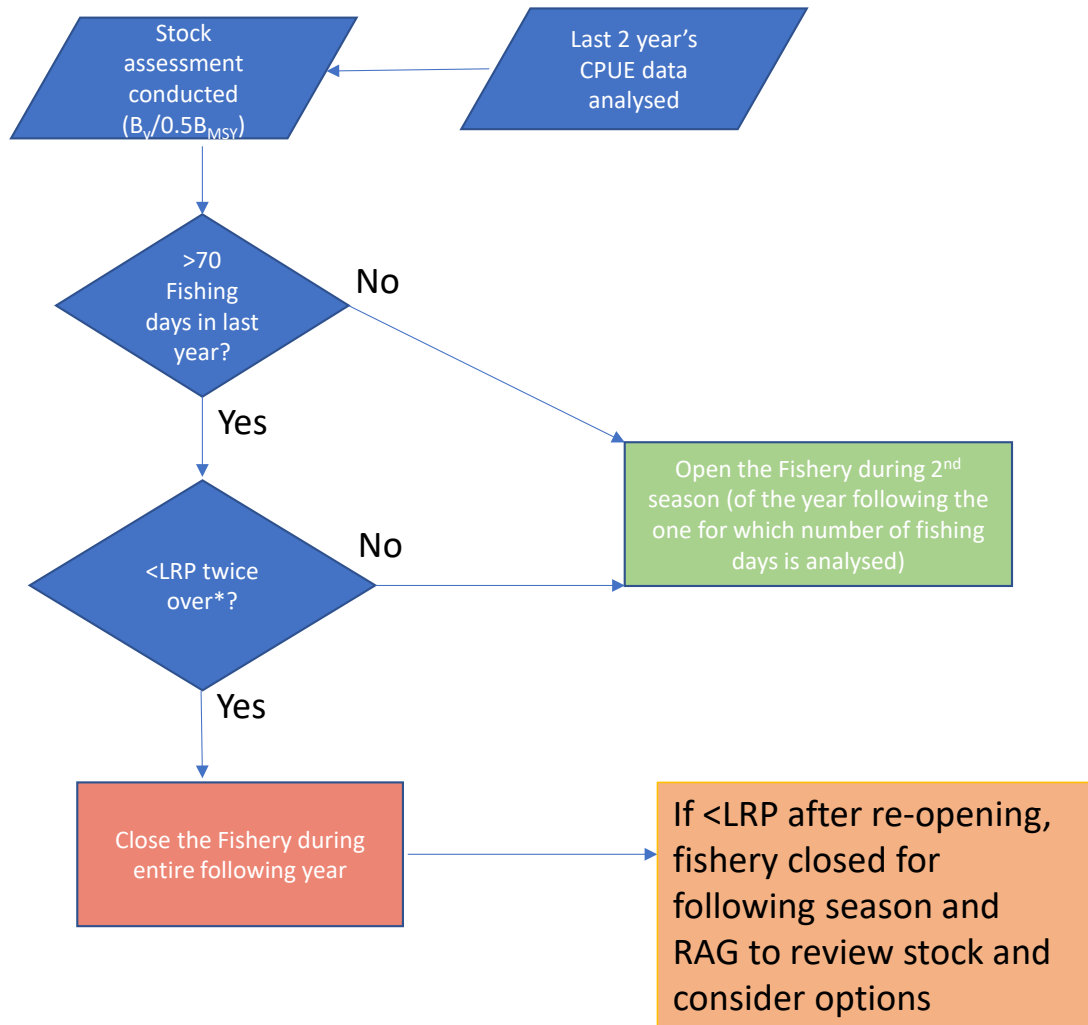 Stock
assessment
conducted
(By/0.5BMSY)
Last 2 year’s
CPUE data
analysed
>70
Fishing
days in last
year?
No
Yes
<LRP twice
over*?
No
Open the Fishery during 2nd
season (of the year following the
one for which number of fishing
days is analysed)
Yes
Close the Fishery during
entire following year
If <LRP after re-opening,
fishery closed for
following season and
RAG to review stock and
consider options